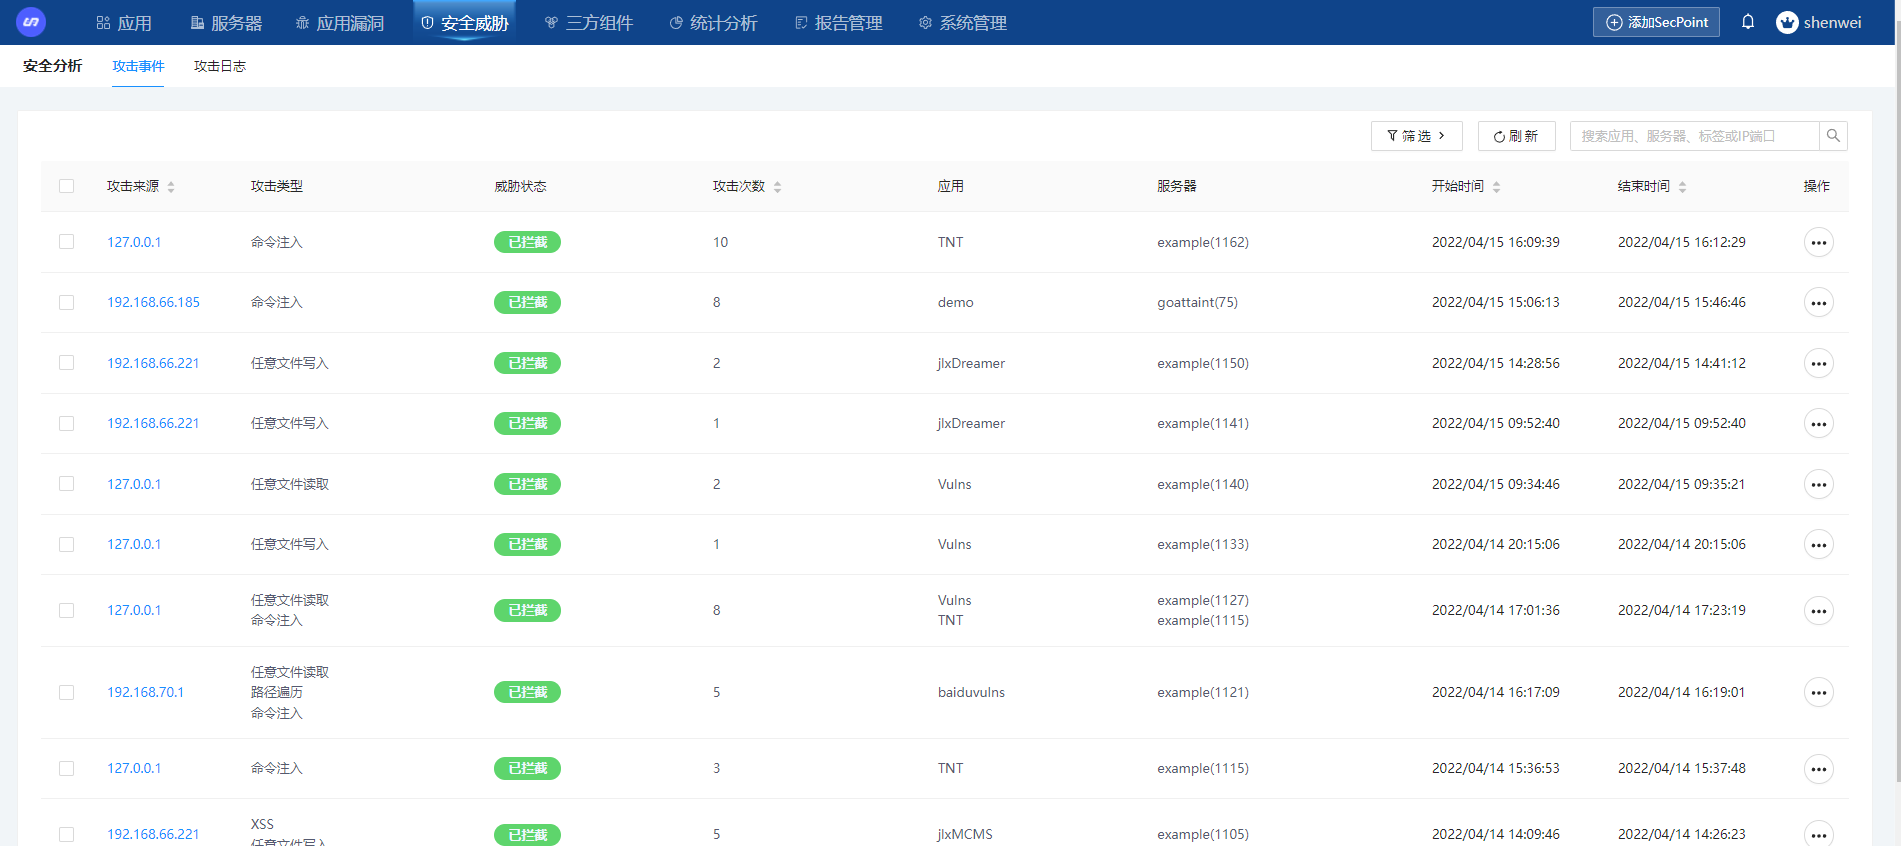 应用
服务器
应用漏洞
安全威胁
三方组件
统计分析
报告管理
系统管理
添加SecPoint
shenwei
安全分析
攻击事件
攻击日志
筛选
刷新
搜索应用、服务器、标签或IP端口
攻击来源 攻击类型 威胁状态 攻击次数 应用 服务器 开始时间 结束时间 操作
127.0.0.1 命令注入 已拦截 10 TNT example(1162) 2022/04/15 16:09:39 2022/04/15 16:12:29
192.168.66.185 命令注入 已拦截 8 demo goattaint(75) 2022/04/15 15:06:13 2022/04/15 15:46:46
192.168.66.221 任意文件写入 已拦截 2 jlxDreamer example(1150) 2022/04/15 14:28:56 2022/04/15 14:41:12
192.168.66.221 任意文件写入 已拦截 1 jlxDreamer example(1141) 2022/04/15 09:52:40 2022/04/15 09:52:40
127.0.0.1 任意文件读取 已拦截 2 Vulns example(1140) 2022/04/15 09:34:46 2022/04/15 09:35:21
127.0.0.1 任意文件写入 已拦截 1 Vulns example(1133) 2022/04/14 20:15:06 2022/04/14 20:15:06
任意文件读取 Vulns example(1127)
127.0.0.1 已拦截 8 2022/04/14 17:01:36 2022/04/14 17:23:19
命令注入 TNT example(1115)
任意文件读取
192.168.70.1 路径遍历 已拦截 5 baiduvulns example(1121) 2022/04/14 16:17:09 2022/04/14 16:19:01
命令注入
127.0.0.1 命令注入 已拦截 3 TNT example(1115) 2022/04/14 15:36:53 2022/04/14 15:37:48
XSS
192.168.66.221 已拦截 5 jlxMCMS example(1105) 2022/04/14 14:09:46 2022/04/14 14:26:23
任意文件写入